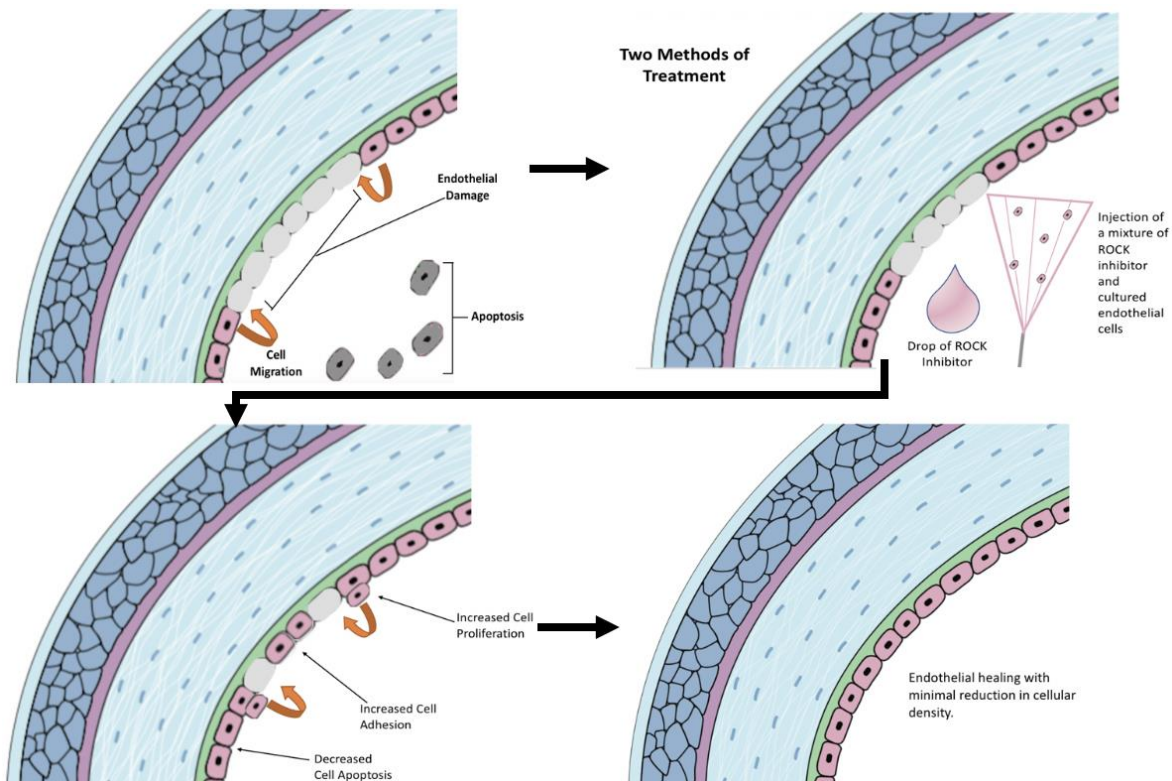 Endothelial
Damage
Apoptosis
Cell
Migration
Two Methods of
Treatment
Drop of ROCK
Inhibitor
Injection of
a mixture of
ROCK
inhibitor
and
cultured
endothelial
cells
Increased Cell
Proliferation
Increased Cell
Adhesion
Decreased
Cell Apoptosis
Endothelial healing with
minimal reduction in cellular
density.